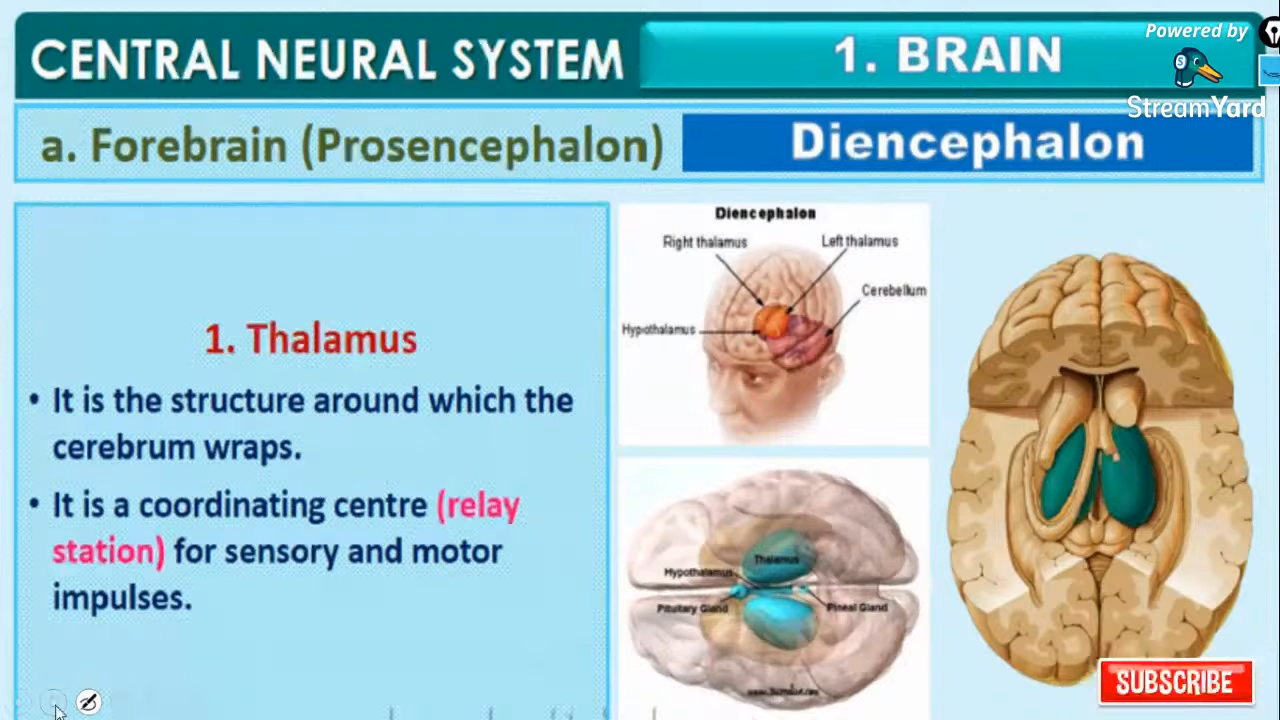 CENTRAL NEURAL SYSTEM
1. BRAIN
Powered by
StreamYard
a. Forebrain (Prosencephalon)
Diencephalon
1. Thalamus
• It is the structure around which the
cerebrum wraps.
• It is a coordinating centre (relay
station) for sensory and motor
impulses.
Diencephalon
Right thalamus
Left thalamus
Cerebellum
Hypothalamus
Thalamus
Hypothalamus
Pituitary Gland
Pineal Gland
SUBSCRIBE